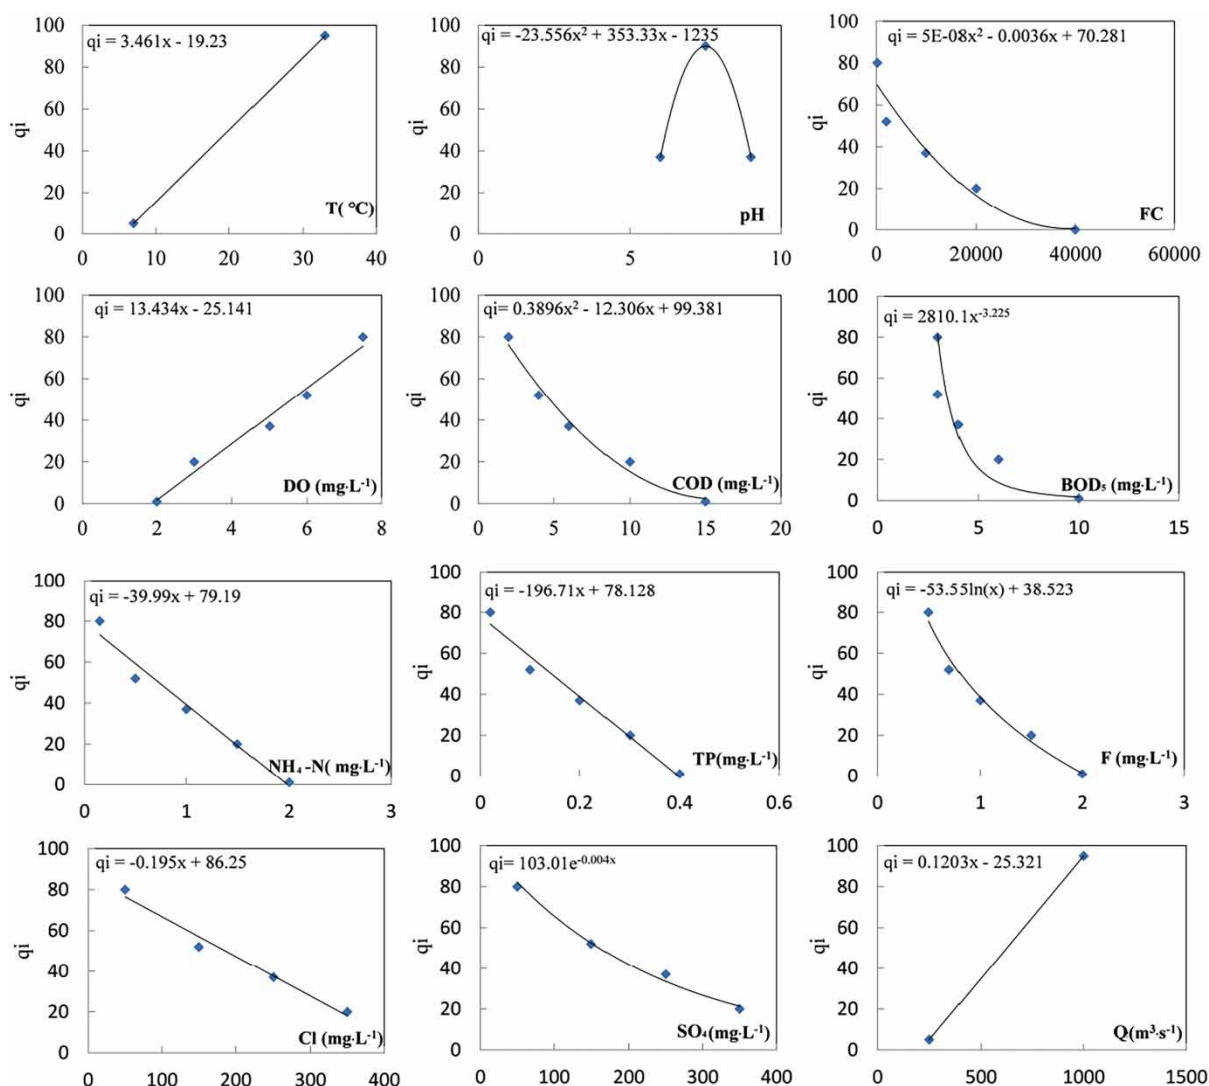 100
80
60
40
20
0
qi
qi = 3.461x - 19.23
T( °C)
0 10 20 30 40
100
80
60
40
20
0
qi
qi = -23.556x² + 353.33x - 1235
pH
0 5 10
100
80
60
40
20
0
qi
qi = 5E-08x² - 0.0036x + 70.281
FC
0 20000 40000 60000
100
80
60
40
20
0
qi
qi = 13.434x - 25.141
DO (mg·L⁻¹)
0 2 4 6 8
100
80
60
40
20
0
qi
qi= 0.3896x² - 12.306x + 99.381
COD (mg·L⁻¹)
0 5 10 15 20
100
80
60
40
20
0
qi
qi = 2810.1x⁻³·²²⁵
BOD₅ (mg·L⁻¹)
0 5 10 15
100
80
60
40
20
0
qi
qi = -39.99x + 79.19
NH₄ -N( mg·L⁻¹)
0 1 2 3
100
80
60
40
20
0
qi
qi = -196.71x + 78.128
TP(mg·L⁻¹)
0 0.2 0.4 0.6
100
80
60
40
20
0
qi
qi = -53.55ln(x) + 38.523
F (mg·L⁻¹)
0 1 2 3
100
80
60
40
20
0
qi
qi = -0.195x + 86.25
Cl (mg·L⁻¹)
0 100 200 300 400
100
80
60
40
20
0
qi
qi= 103.01e⁻⁰·⁰⁰⁴ˣ
SO₄(mg·L⁻¹)
0 100 200 300 400
100
80
60
40
20
0
qi
qi = 0.1203x - 25.321
Q(m³·s⁻¹)
0 500 1000 1500